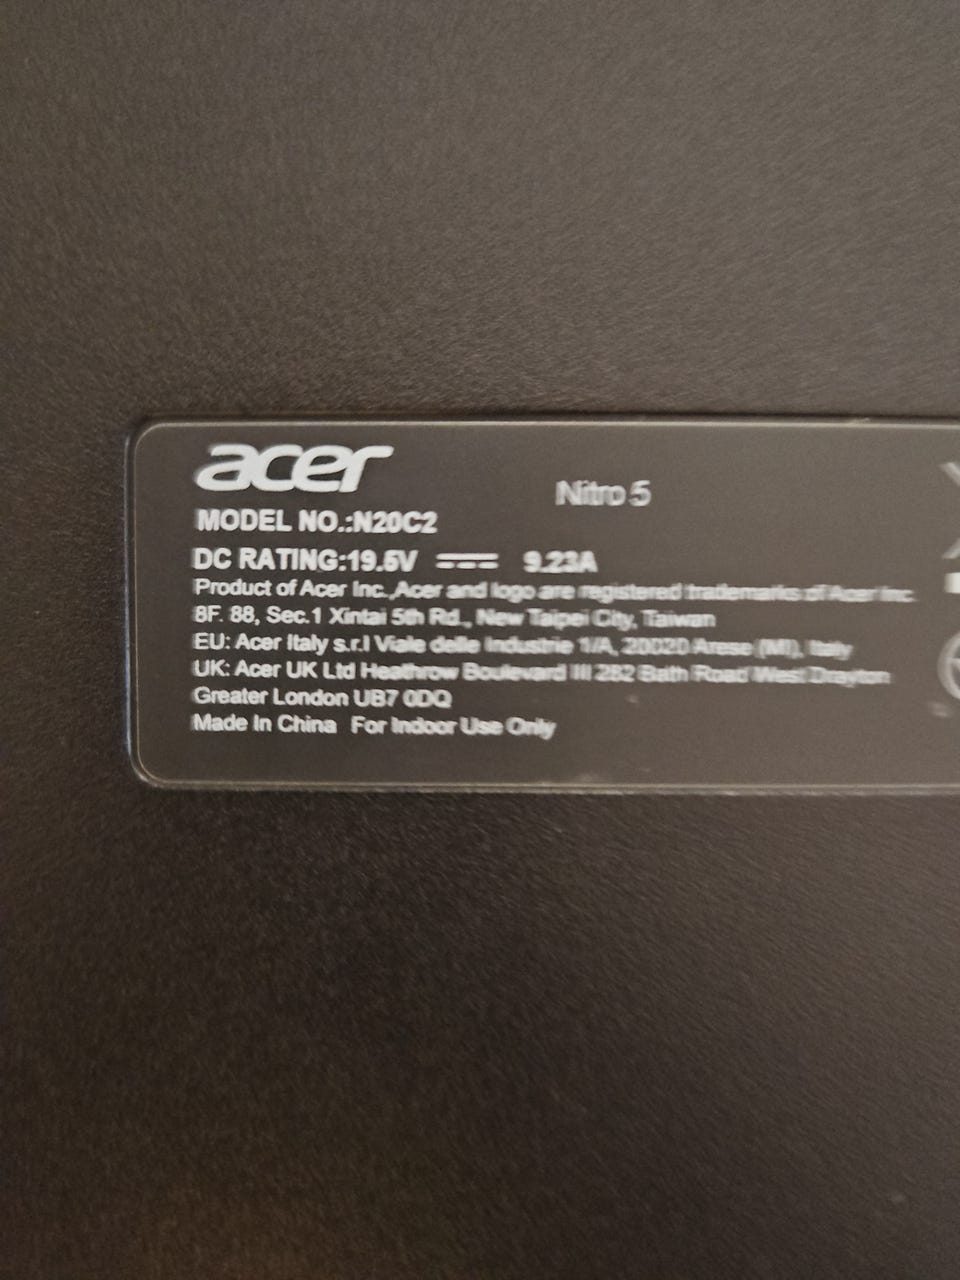 acer
Nitro 5
MODEL NO.:N20C2
DC RATING:19.5V ⎓ 9.23A
Product of Acer Inc.,Acer and logo are registered trademarks of Acer Inc.
8F. 88, Sec.1 Xintai 5th Rd., New Taipei City, Taiwan
EU: Acer Italy s.r.l Viale delle Industrie 1/A, 20020 Arese (MI), Italy
UK: Acer UK Ltd Heathrow Boulevard III 282 Bath Road West Drayton
Greater London UB7 0DQ
Made In China For Indoor Use Only